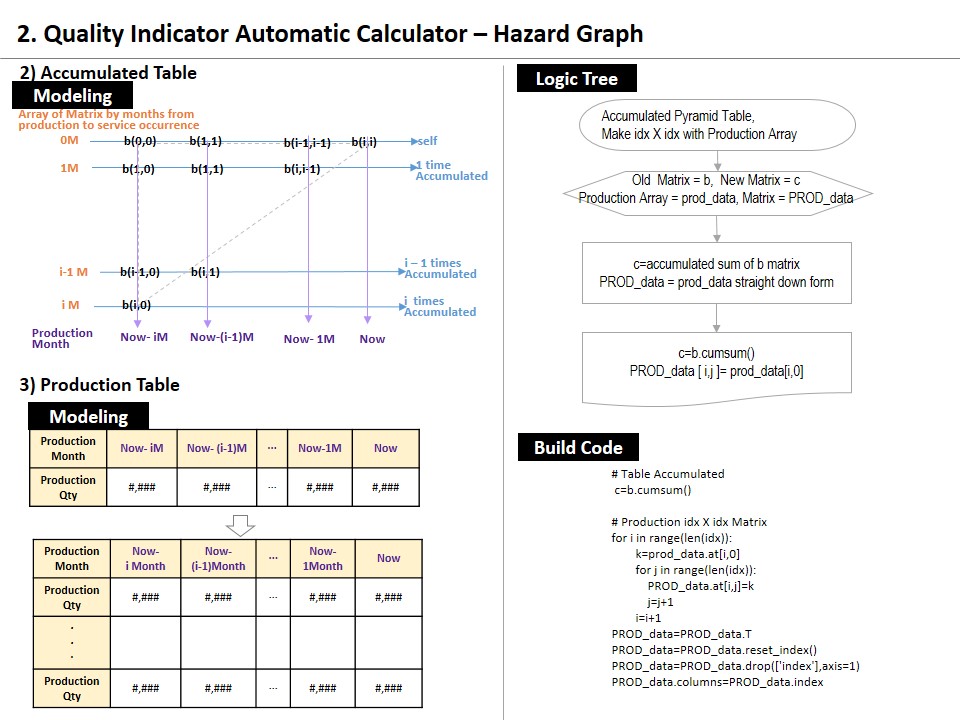 2. Quality Indicator Automatic Calculator – Hazard Graph
2) Accumulated Table
Modeling
Array of Matrix by months from
production to service occurrence
0M b(0,0) b(1,1) b(i-1,i-1) b(i,i) self
1M b(1,0) b(1,1) b(i,i-1) 1 time
Accumulated
i-1 M b(i-1,0) b(i,1) i – 1 times
Accumulated
i M b(i,0) i times
Accumulated
Production
Month
Now- iM Now-(i-1)M Now- 1M Now
3) Production Table
Modeling
Production
Month
Now- iM Now- (i-1)M ... Now-1M Now
Production
Qty
#,### #,### ... #,### #,###
Production
Month
Now-
i Month
Now-
(i-1)Month
...
Now-
1Month
Now
Production
Qty
#,### #,### ... #,### #,###
.
.
.
Production
Qty
#,### #,### ... #,### #,###
Logic Tree
Accumulated Pyramid Table,
Make idx X idx with Production Array
Old Matrix = b, New Matrix = c
Production Array = prod_data, Matrix = PROD_data
c=accumulated sum of b matrix
PROD_data = prod_data straight down form
c=b.cumsum()
PROD_data [ i,j ]= prod_data[i,0]
Build Code
# Table Accumulated
c=b.cumsum()
# Production idx X idx Matrix
for i in range(len(idx)):
k=prod_data.at[i,0]
for j in range(len(idx)):
PROD_data.at[i,j]=k
j=j+1
i=i+1
PROD_data=PROD_data.T
PROD_data=PROD_data.reset_index()
PROD_data=PROD_data.drop(['index'],axis=1)
PROD_data.columns=PROD_data.index